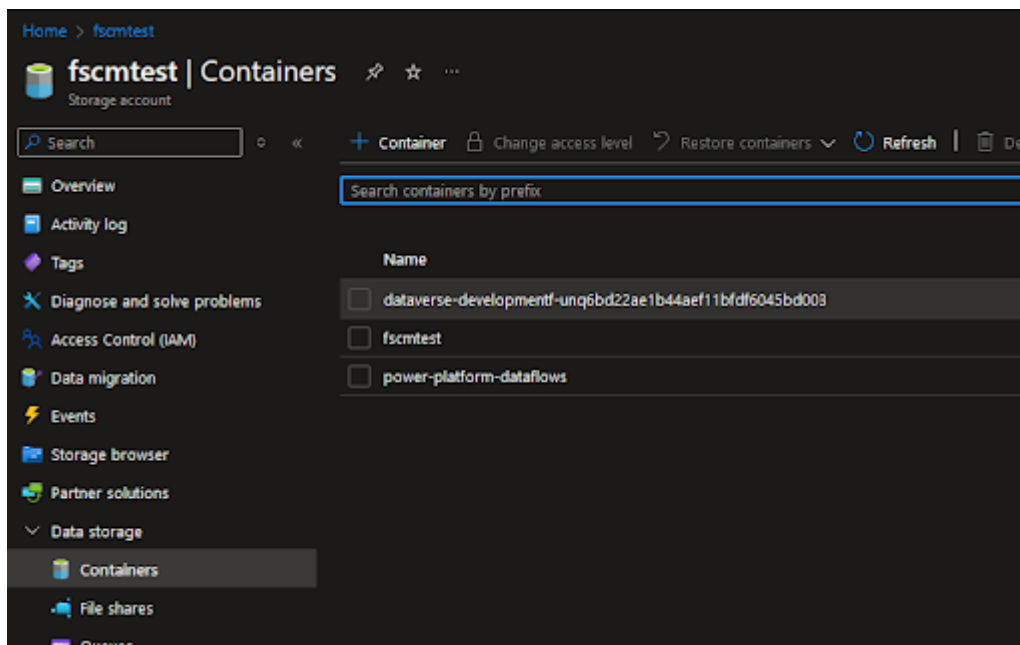 Home > fscmtest
fscmtest | Containers
Storage account
Search
Container Change access level Restore containers Refresh
Search containers by prefix
Overview
Activity log
Tags
Diagnose and solve problems
Access Control (IAM)
Data migration
Events
Storage browser
Partner solutions
Data storage
Containers
File shares
Name
dataverse-developmentf-unq6bd22ae1b44aef11bfdf6045bd003
fscmtest
power-platform-dataflows